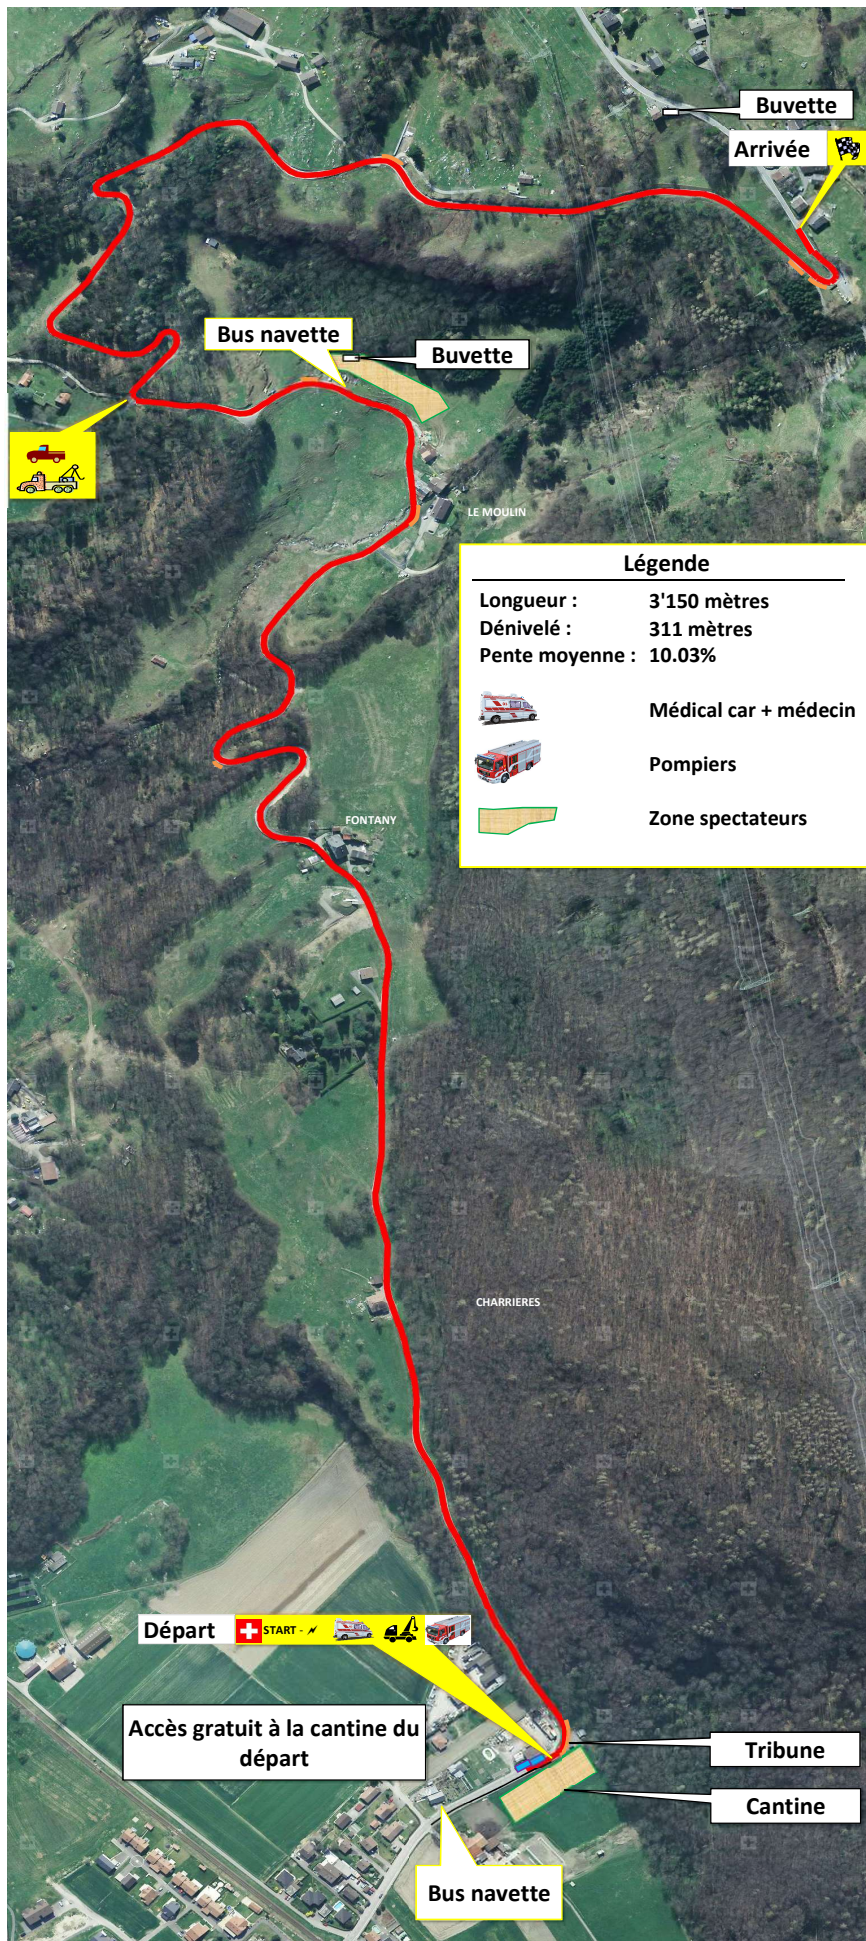 Buvette
Arrivée
Bus navette
Buvette
LE MOULIN
Légende
Longueur : 3'150 mètres
Dénivelé : 311 mètres
Pente moyenne : 10.03%
Médical car + médecin
Pompiers
Zone spectateurs
FONTANY
CHARRIERES
Départ START -
Accès gratuit à la cantine du
départ
Tribune
Cantine
Bus navette